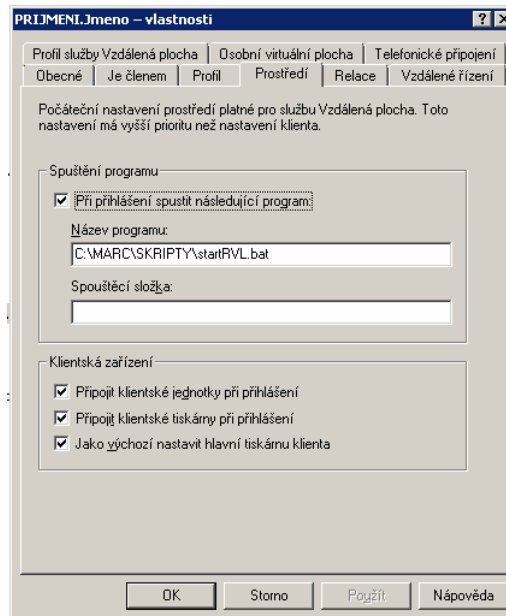 PRIJMENI.Jmeno – vlastnosti
Profil služby Vzdálená plocha Osobní virtuální plocha Telefonické připojení
Obecné Je členem Profil Prostředí Relace Vzdálené řízení
Počáteční nastavení prostředí platné pro službu Vzdálená plocha. Toto
nastavení má vyšší prioritu než nastavení klienta.
Spuštění programu
Při přihlášení spustit následující program:
Název programu:
C:\MARC\SKRIPTY\startRVL.bat
Spouštěcí složka:
Klientská zařízení
Připojit klientské jednotky při přihlášení
Připojit klientské tiskárny při přihlášení
Jako výchozí nastavit hlavní tiskárnu klienta
OK Storno Použít Nápověda